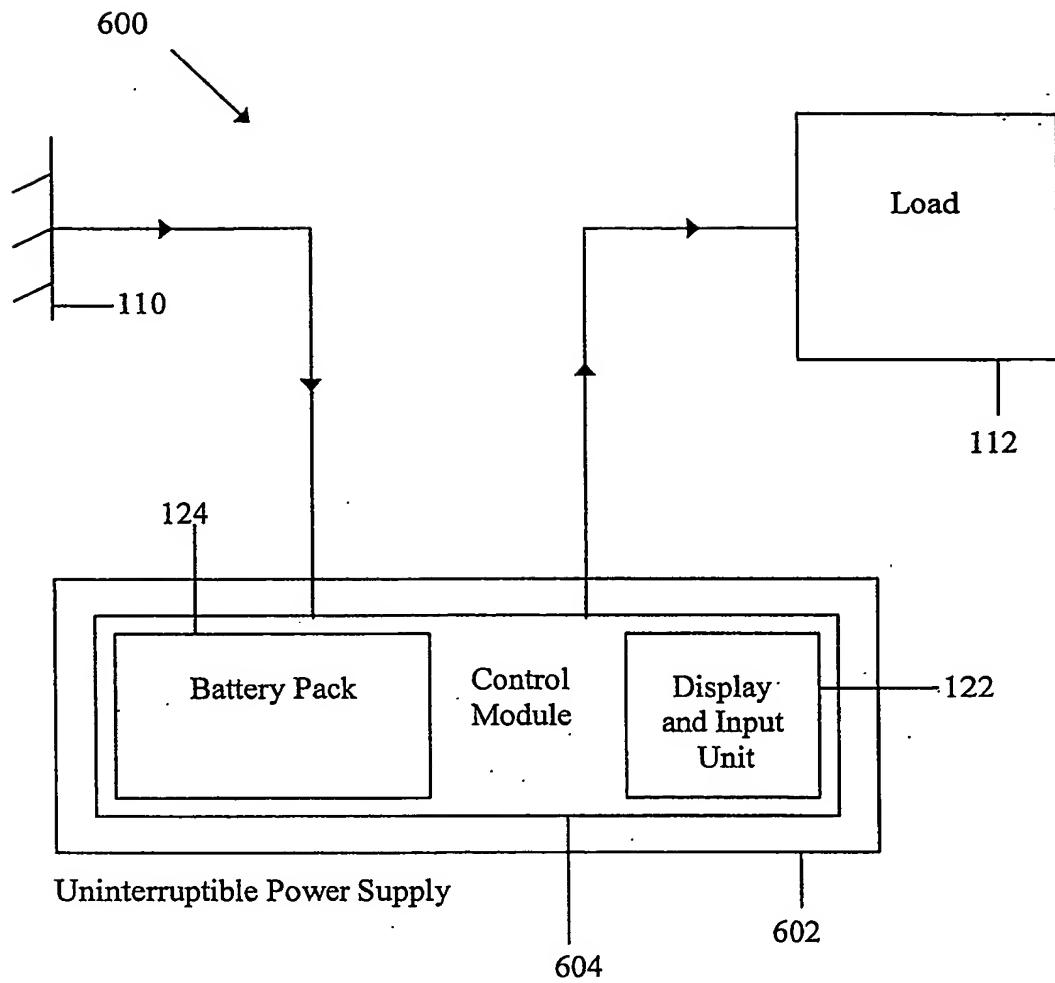 600
Load
110
112
124
Battery Pack
Control
Module
Display
and Input
Unit
122
Uninterruptible Power Supply
602
604